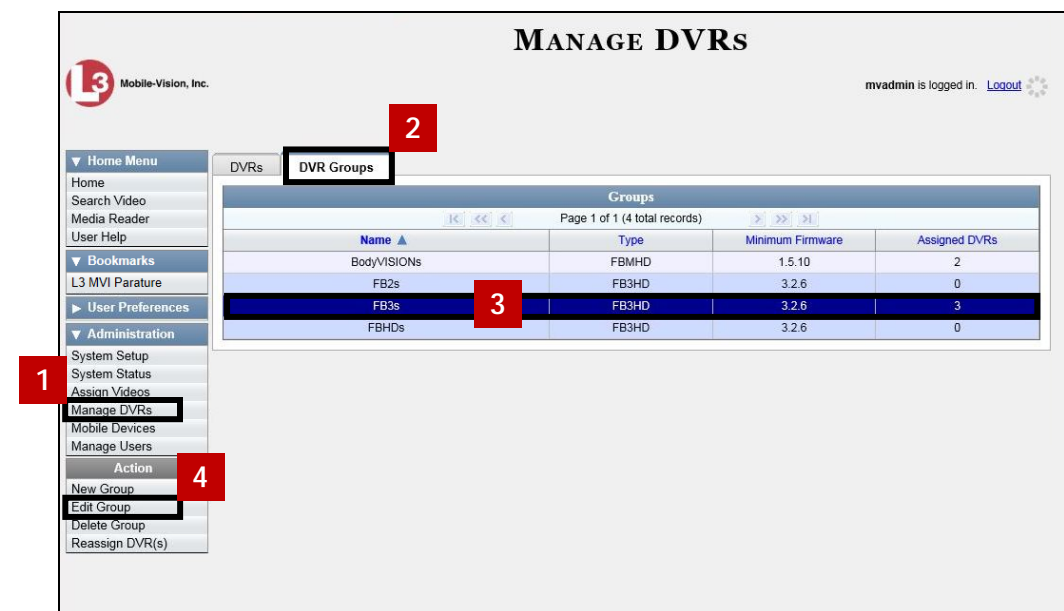 MANAGE DVRS
L3 Mobile-Vision, Inc.
mvadmin is logged in. Logout
2
▼ Home Menu
Home
Search Video
Media Reader
User Help
▼ Bookmarks
L3 MVI Parature
► User Preferences
▼ Administration
System Setup
System Status
1
Assign Videos
Manage DVRs
Mobile Devices
Manage Users
Action
4
New Group
Edit Group
Delete Group
Reassign DVR(s)
DVRs DVR Groups
Groups
Page 1 of 1 (4 total records)
Name ▲ Type Minimum Firmware Assigned DVRs
BodyVISIONs FBMHD 1.5.10 2
FB2s FB3HD 3.2.6 0
FB3s 3 FB3HD 3.2.6 3
FBHDs FB3HD 3.2.6 0